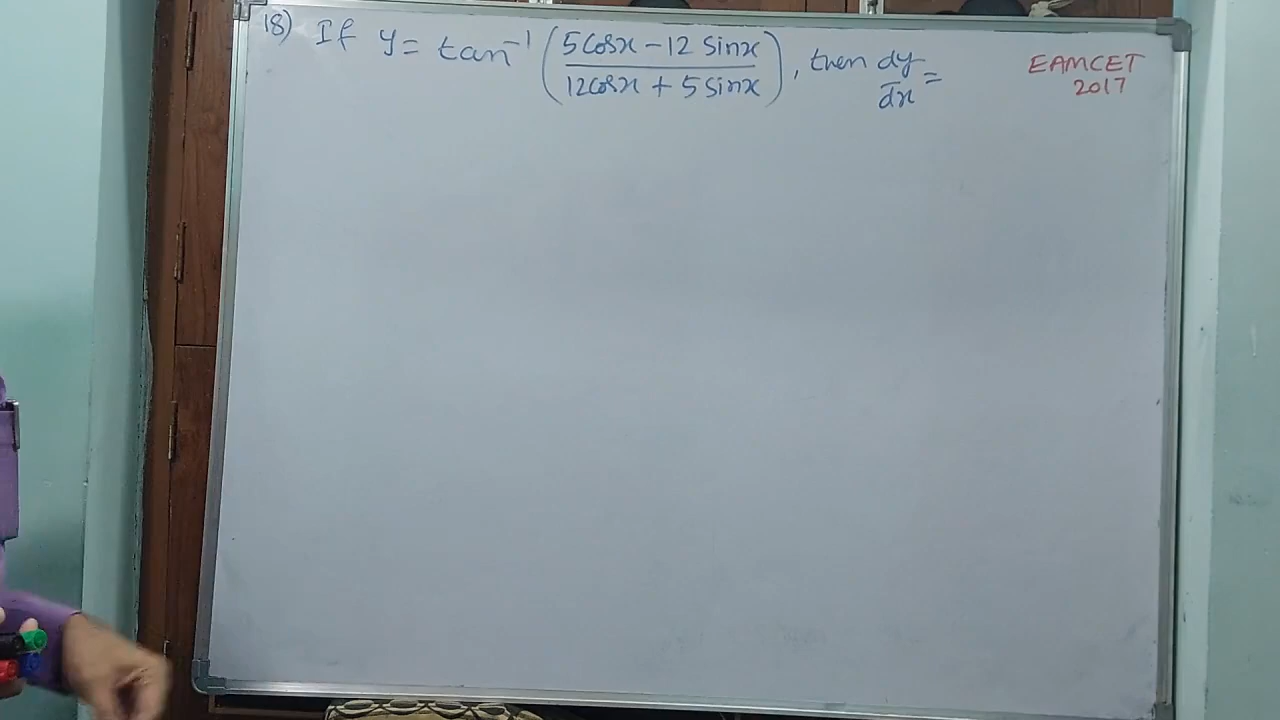 18) If y = tan⁻¹ ( (5cosx - 12 sinx) / (12cosx + 5 sinx) ), then dy/dx =
EAMCET
2017